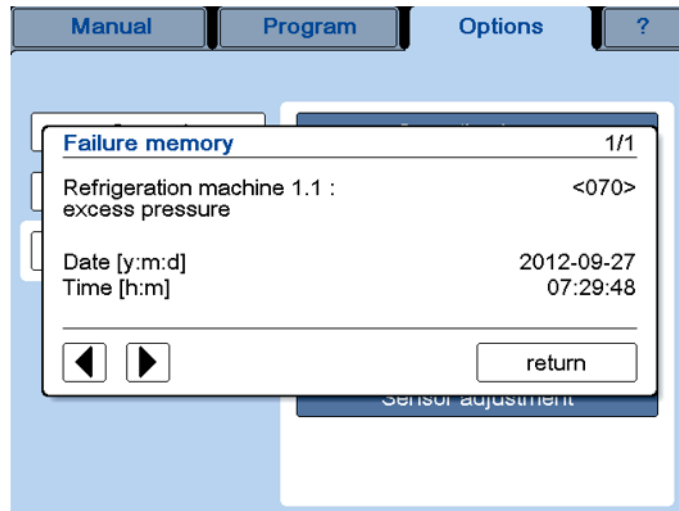 Manual Program Options ?
Failure memory 1/1
Refrigeration machine 1.1 : <070>
excess pressure
Date [y:m:d] 2012-09-27
Time [h:m] 07:29:48
return
Sensor adjustment